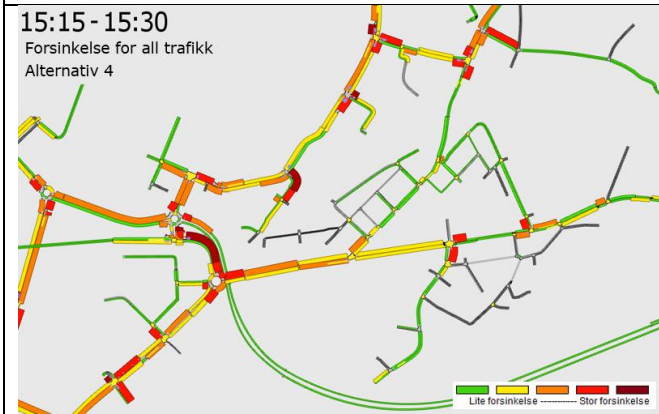 15:15 - 15:30
Forsinkelse for all trafikk
Alternativ 4
Lite forsinkelse ------------ Stor forsinkelse